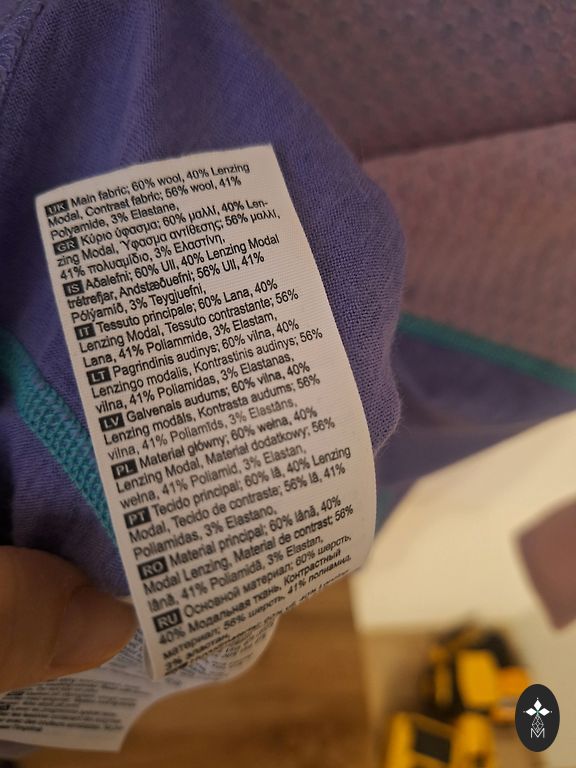 UK Main fabric; 60% wool, 40% Lenzing
Modal, Contrast fabric; 56% wool, 41%
Polyamide, 3% Elastane,
GR Κύριο ύφασμα; 60% μαλλί, 40% Len-
zing Modal, Ύφασμα αντίθεσης; 56% μαλλί,
41% πολυαμίδιο, 3% Ελαστίνη,
IS Aðalefni; 60% Ull, 40% Lenzing Modal
trétrefjar, Andstæðuefni; 56% Ull, 41%
Pólýamíð, 3% Teygjuefni,
IT Tessuto principale; 60% Lana, 40%
Lenzing Modal, Tessuto contrastante; 56%
Lana, 41% Poliammide, 3% Elastam,
LT Pagrindinis audinys; 60% vilna, 40%
Lenzingo modalis, Kontrastinis audinys; 56%
vilna, 41% Poliamidas, 3% Elastanas,
LV Galvenais audums; 60% vilna, 40%
Lenzing modāls, Kontrasta audums; 56%
vilna, 41% Poliamīds, 3% Elastāns,
PL Materiał główny; 60% wełna, 40%
Lenzing Modal, Materiał dodatkowy; 56%
wełna, 41% Poliamid, 3% Elastan,
PT Tecido principal; 60% lã, 40% Lenzing
Modal, Tecido de contraste; 56% lã, 41%
Poliamidas, 3% Elastano,
RO Material principal; 60% lână, 40%
Modal Lenzing, Material de contrast; 56%
lână, 41% Poliamidă, 3% Elastan,
RU Основной материал; 60% шерсть,
40% Модальная ткань, Контрастный
материал; 56% шерсть, 41% полиамид,
3%
M